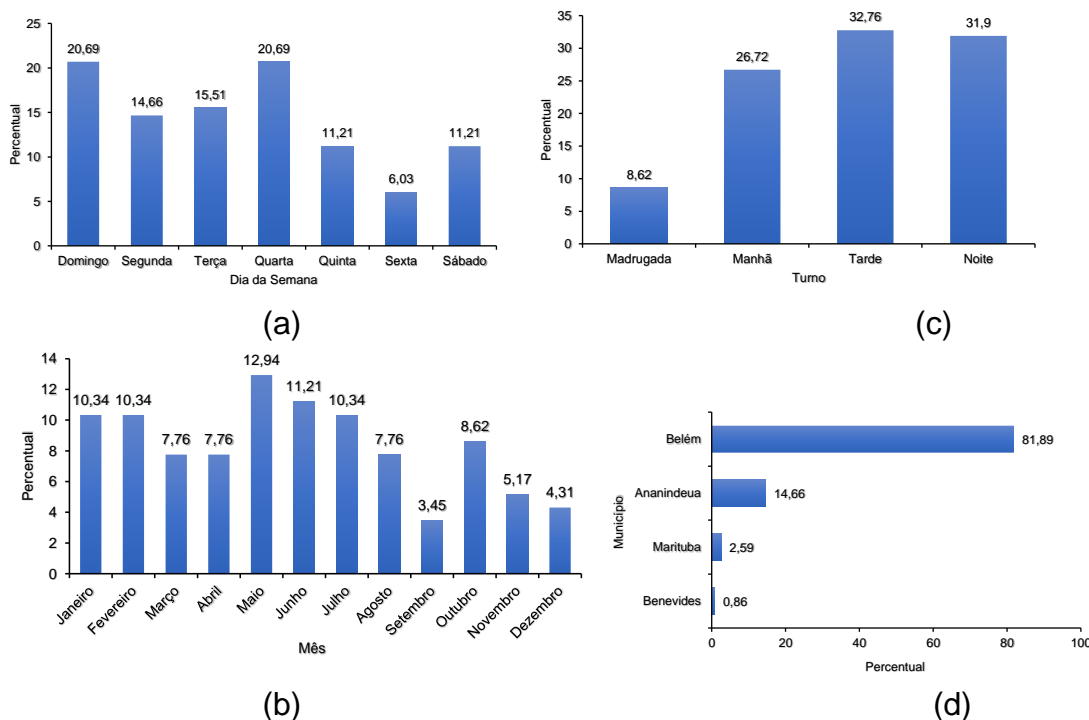 25
20
15
10
5
0
Percentual
20,69
14,66
15,51
20,69
11,21
6,03
11,21
Domingo Segunda Terça Quarta Quinta Sexta Sábado
Dia da Semana
(a)
35
30
25
20
15
10
5
0
Percentual
8,62
26,72
32,76
31,9
Madrugada Manhã Tarde Noite
Turno
(c)
14
12
10
8
6
4
2
0
Percentual
10,34
10,34
7,76
7,76
12,94
11,21
10,34
7,76
3,45
8,62
5,17
4,31
Janeiro Fevereiro Março Abril Maio Junho Julho Agosto Setembro Outubro Novembro Dezembro
Mês
(b)
Município
Belém 81,89
Ananindeua 14,66
Marituba 2,59
Benevides 0,86
0 20 40 60 80 100
Percentual
(d)